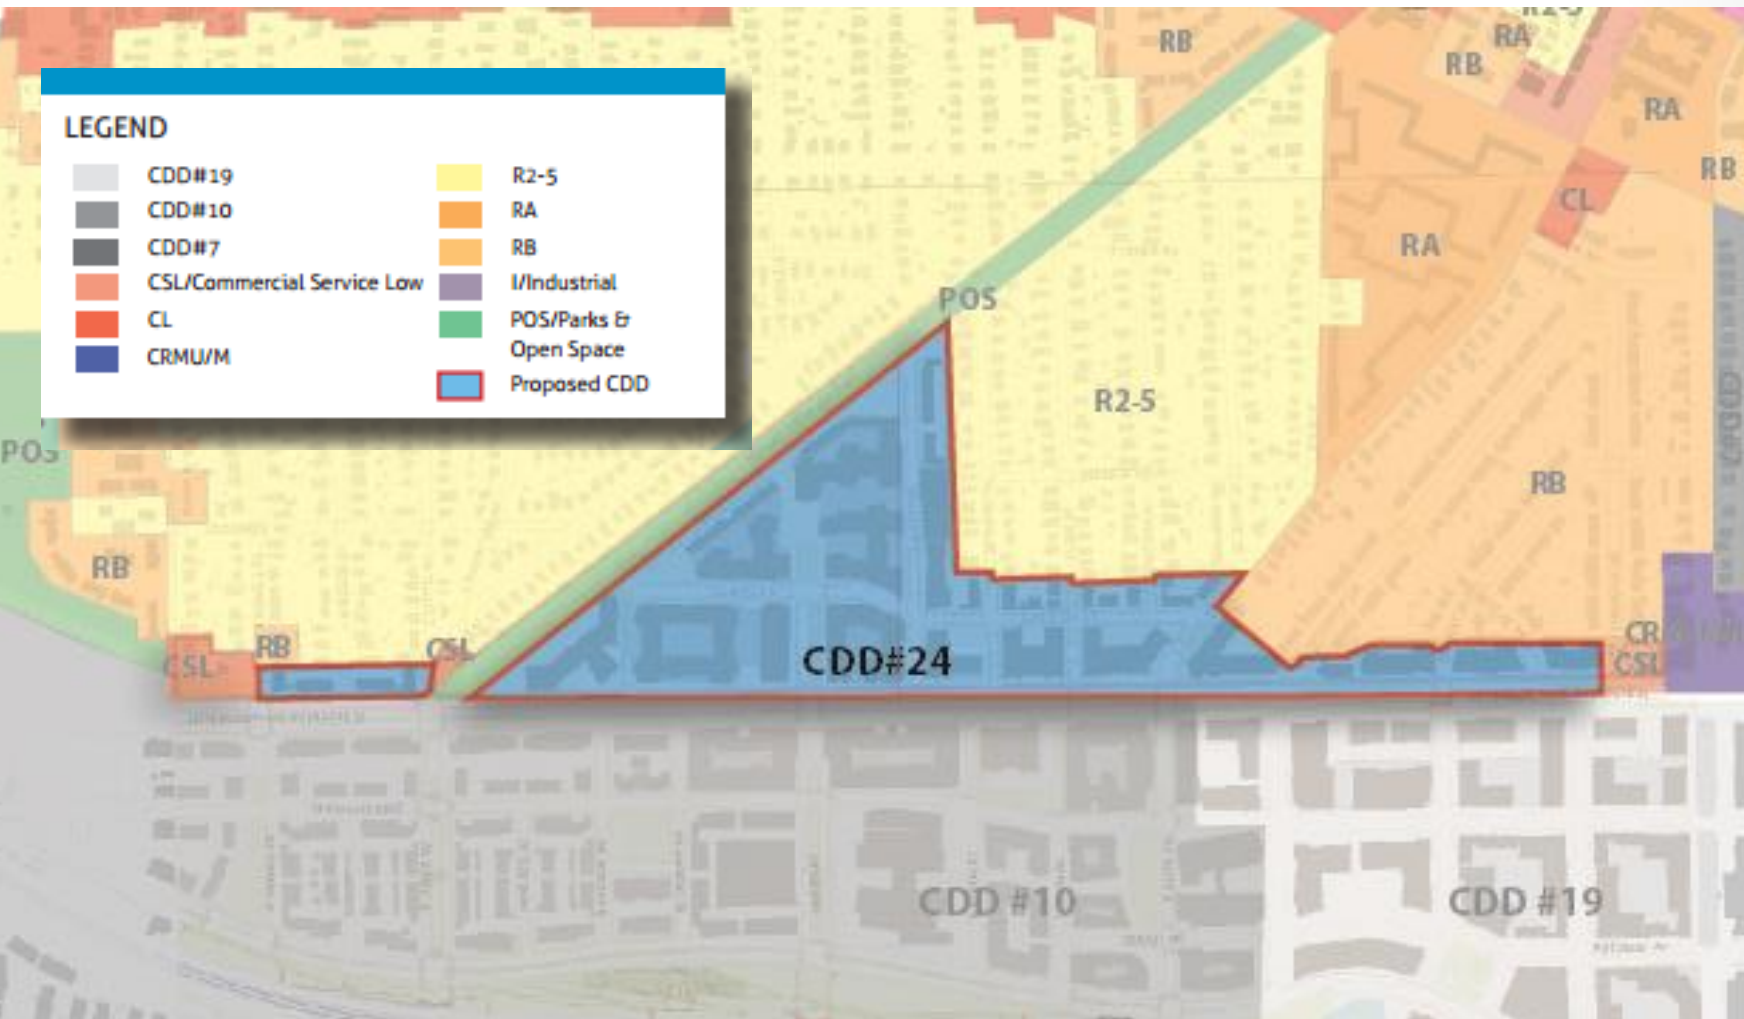 R2-5
RB
RA
RB
RA
RB
CL
RA
LEGEND
CDD#19
CDD#10
CDD#7
CSL/Commercial Service Low
CL
CRMU/M
R2-5
RA
RB
I/Industrial
POS/Parks &
Open Space
Proposed CDD
POS
R2-5
POS
RB
RB
RB
CSL
CSL
CSL
CDD#24
CDD #10
CDD #19